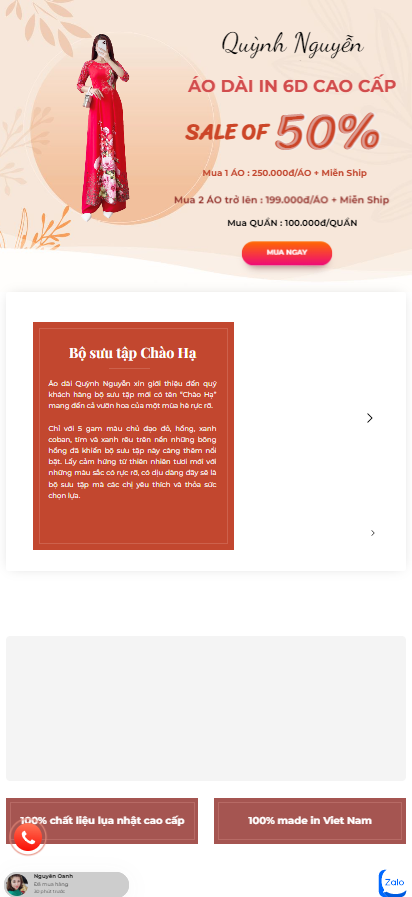 Quỳnh Nguyễn
ÁO DÀI IN 6D CAO CẤP
SALE OF 50%
Mua 1 ÁO : 250.000đ/ÁO + Miễn Ship
Mua 2 ÁO trở lên : 199.000đ/ÁO + Miễn Ship
Mua QUẦN : 100.000đ/QUẦN
MUA NGAY
Bộ sưu tập Chào Hạ
Áo dài Quỳnh Nguyễn xin giới thiệu đến quý
khách hàng bộ sưu tập mới có tên "Chào Hạ"
mang đến cả vườn hoa của một mùa hè rực rỡ.
Chỉ với 5 gam màu chủ đạo đỏ, hồng, xanh
coban, tím và xanh rêu trên nền những bông
hồng đã khiến bộ sưu tập này càng thêm nổi
bật. Lấy cảm hứng từ thiên nhiên tươi mới với
những màu sắc có rực rỡ, có dịu dàng đây sẽ là
bộ sưu tập mà các chị yêu thích và thỏa sức
chọn lựa.
100% chất liệu lụa nhật cao cấp
100% made in Viet Nam
Nguyễn Oanh
Đã mua hàng
Zalo